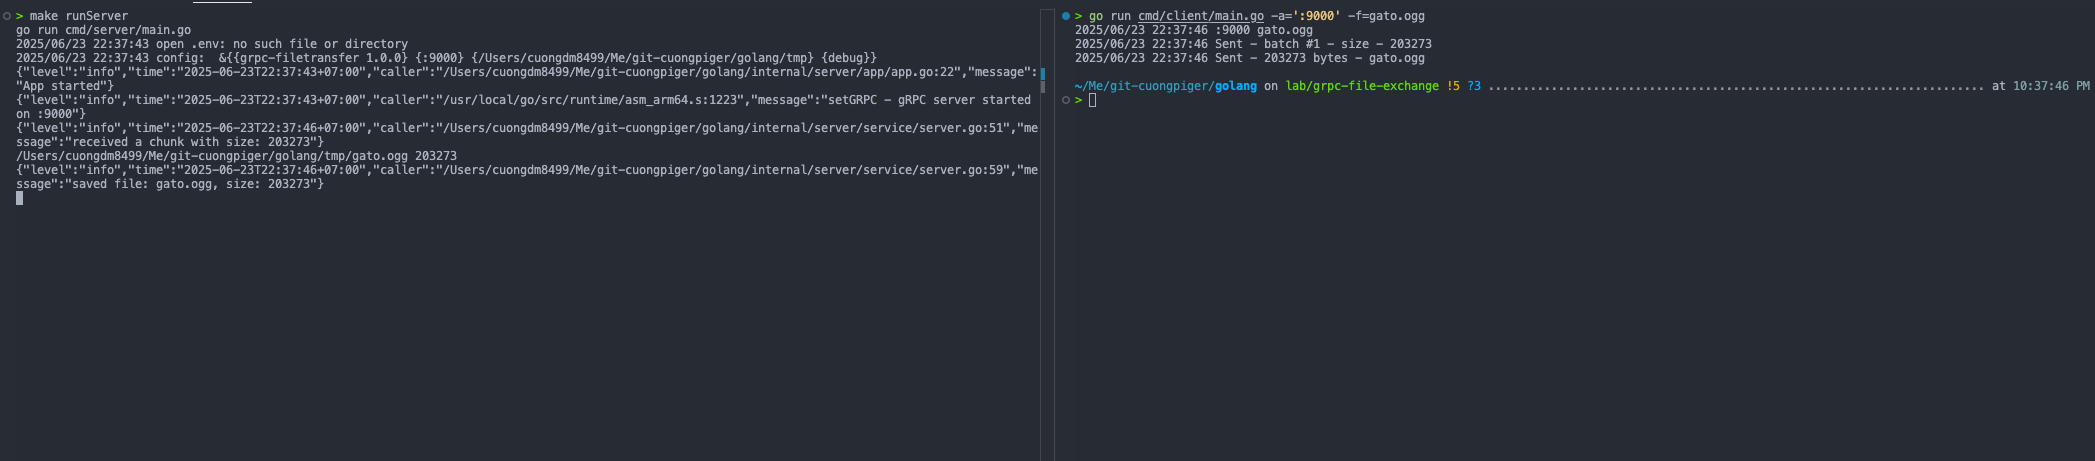 > make runServer
go run cmd/server/main.go
2025/06/23 22:37:43 open .env: no such file or directory
2025/06/23 22:37:43 config:  &{{grpc-filetransfer 1.0.0} {:9000} {/Users/cuongdm8499/Me/git-cuongpiger/golang/tmp} {debug}}
{"level":"info","time":"2025-06-23T22:37:43+07:00","caller":"/Users/cuongdm8499/Me/git-cuongpiger/golang/internal/server/app/app.go:22","message":
"App started"}
{"level":"info","time":"2025-06-23T22:37:43+07:00","caller":"/usr/local/go/src/runtime/asm_arm64.s:1223","message":"setGRPC - gRPC server started
on :9000"}
{"level":"info","time":"2025-06-23T22:37:46+07:00","caller":"/Users/cuongdm8499/Me/git-cuongpiger/golang/internal/server/service/server.go:51","me
ssage":"received a chunk with size: 203273"}
/Users/cuongdm8499/Me/git-cuongpiger/golang/tmp/gato.ogg 203273
{"level":"info","time":"2025-06-23T22:37:46+07:00","caller":"/Users/cuongdm8499/Me/git-cuongpiger/golang/internal/server/service/server.go:59","me
ssage":"saved file: gato.ogg, size: 203273"}
> go run cmd/client/main.go -a=':9000' -f=gato.ogg
2025/06/23 22:37:46 :9000 gato.ogg
2025/06/23 22:37:46 Sent - batch #1 - size - 203273
2025/06/23 22:37:46 Sent - 203273 bytes - gato.ogg
~/Me/git-cuongpiger/golang on lab/grpc-file-exchange !5 ?3 ....................................................................... at 10:37:46 PM
>